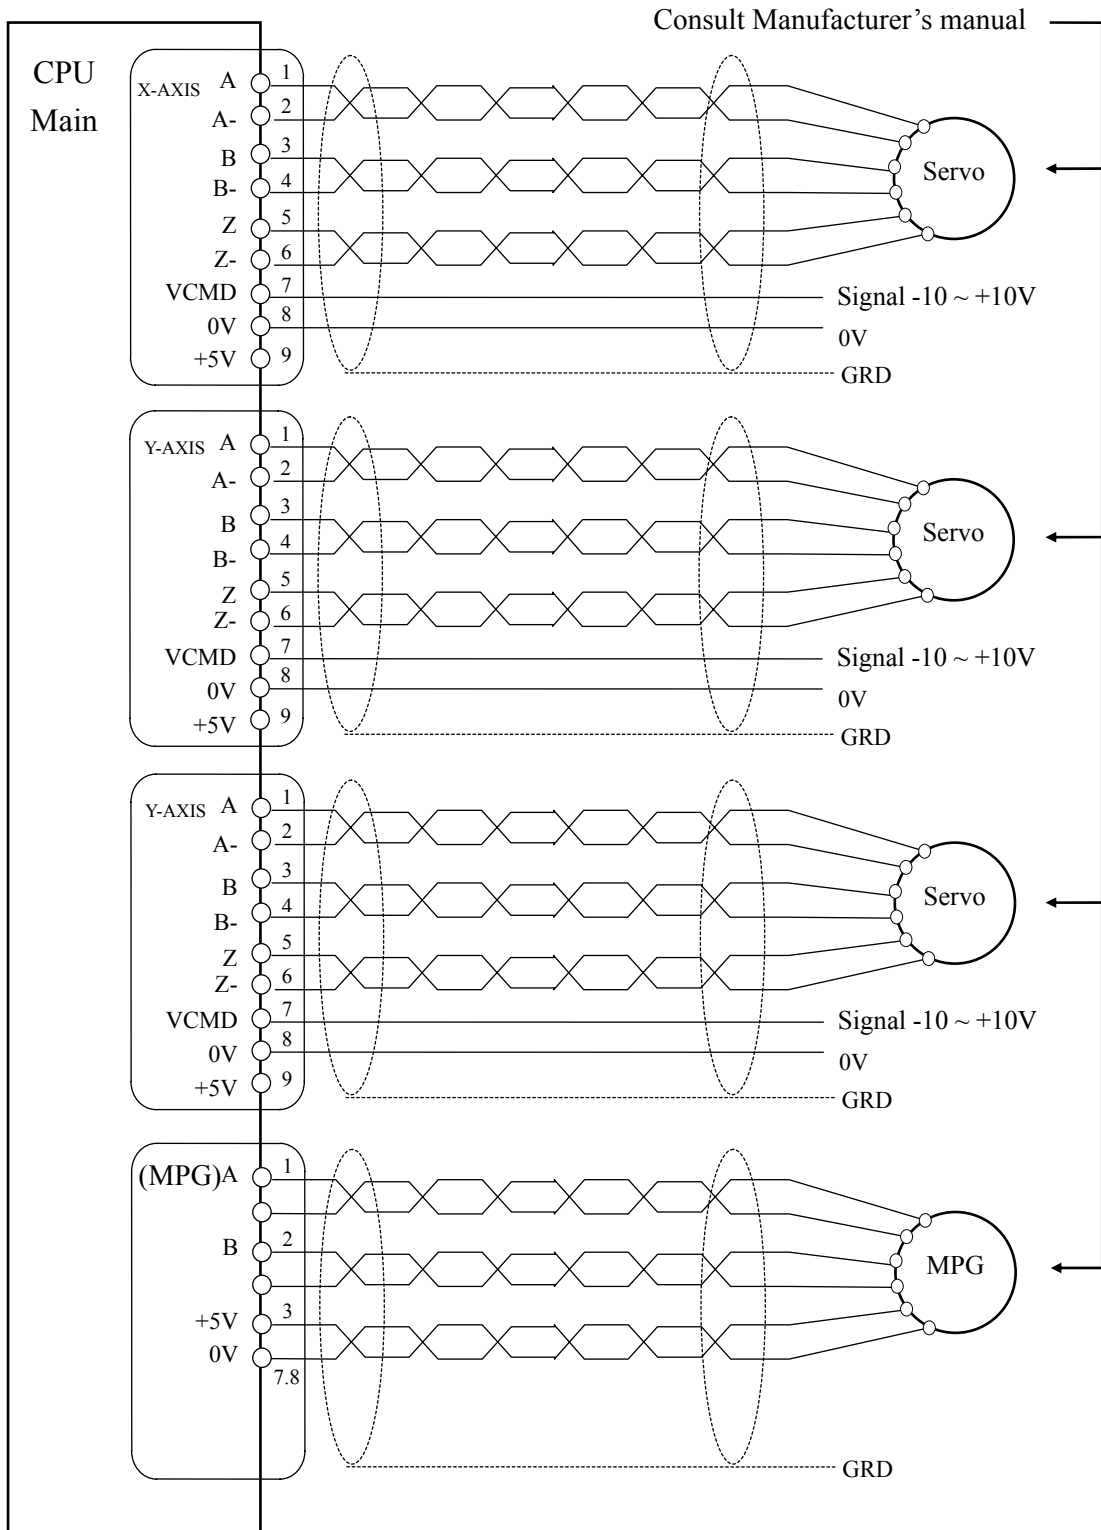 Consult Manufacturer’s manual
CPU
Main
X-AXIS A 1
A- 2
B 3
B- 4
Z 5
Z- 6
VCMD 7
0V 8
+5V 9
Servo
Signal -10 ~ +10V
0V
GRD
Y-AXIS A 1
A- 2
B 3
B- 4
Z 5
Z- 6
VCMD 7
0V 8
+5V 9
Servo
Signal -10 ~ +10V
0V
GRD
Y-AXIS A 1
A- 2
B 3
B- 4
Z 5
Z- 6
VCMD 7
0V 8
+5V 9
Servo
Signal -10 ~ +10V
0V
GRD
(MPG) A 1
B 2
+5V 3
0V
7.8
MPG
GRD